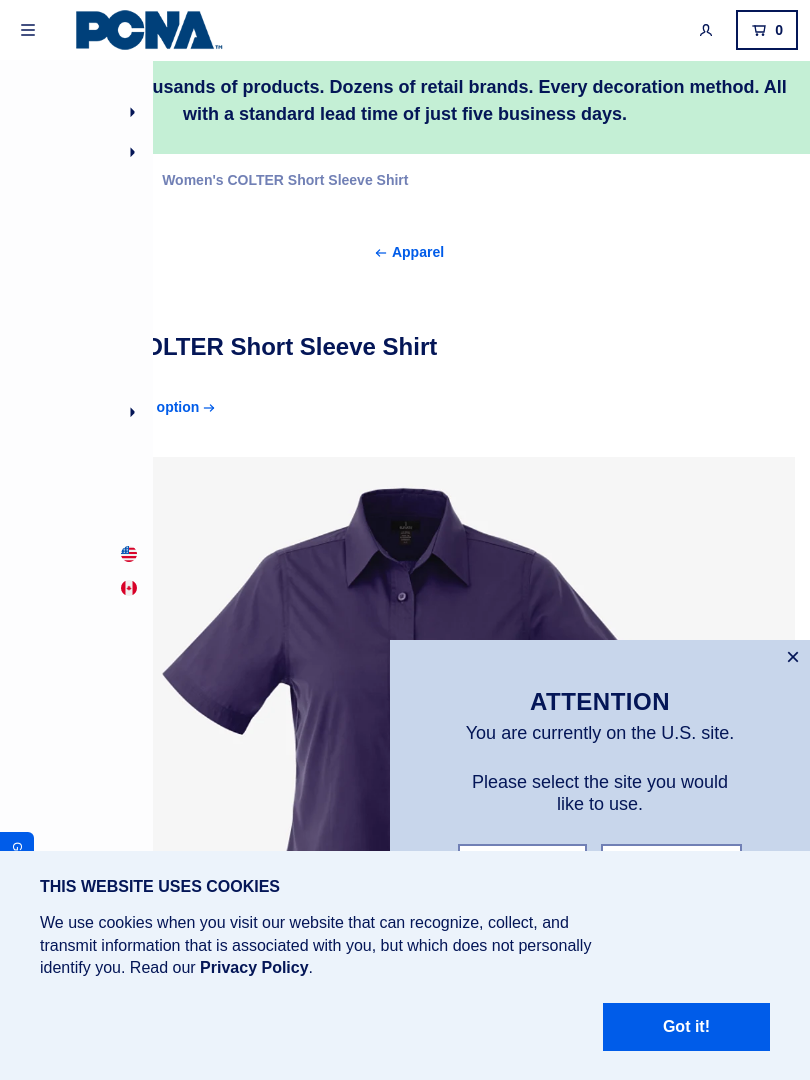 PCNA™
0
usands of products. Dozens of retail brands. Every decoration method. All
with a standard lead time of just five business days.
Women's COLTER Short Sleeve Shirt
← Apparel
OLTER Short Sleeve Shirt
option →
ATTENTION
You are currently on the U.S. site.
Please select the site you would
like to use.
G
THIS WEBSITE USES COOKIES
We use cookies when you visit our website that can recognize, collect, and
transmit information that is associated with you, but which does not personally
identify you. Read our Privacy Policy.
Got it!